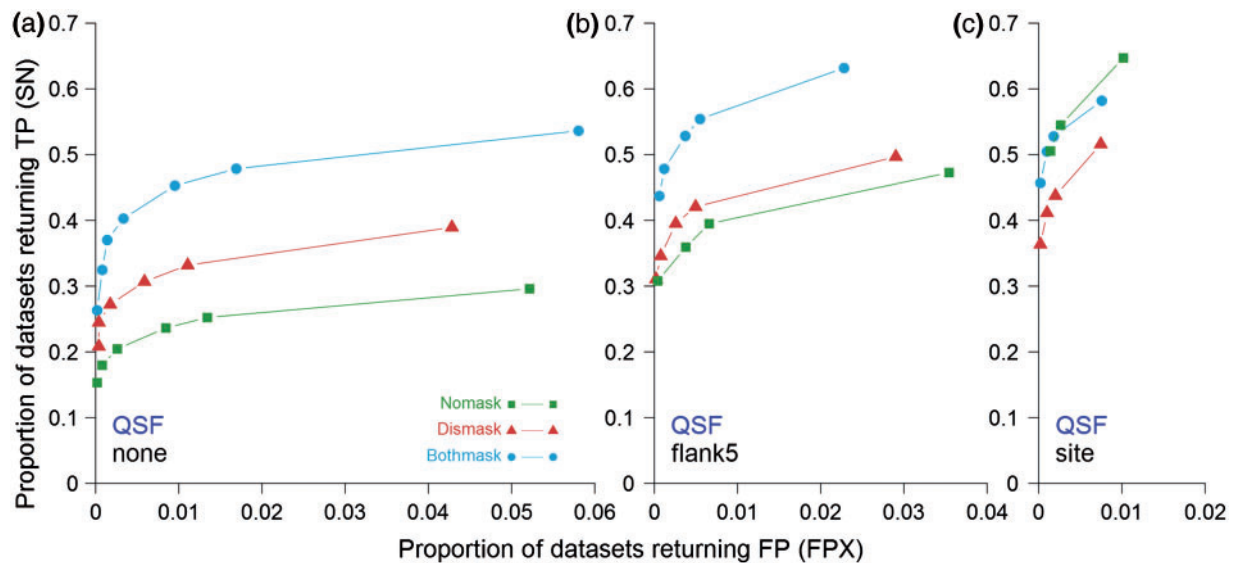 (a)
(b)
(c)
Proportion of datasets returning TP (SN)
0.7
0.6
0.5
0.4
0.3
0.2
0.1
0
QSF
none
Nomask
Dismask
Bothmask
0 0.01 0.02 0.03 0.04 0.05 0.06
0.7
0.6
0.5
0.4
0.3
0.2
0.1
0
QSF
flank5
0 0.01 0.02 0.03 0.04
0.7
0.6
0.5
0.4
0.3
0.2
0.1
0
QSF
site
0 0.01 0.02
Proportion of datasets returning FP (FPX)